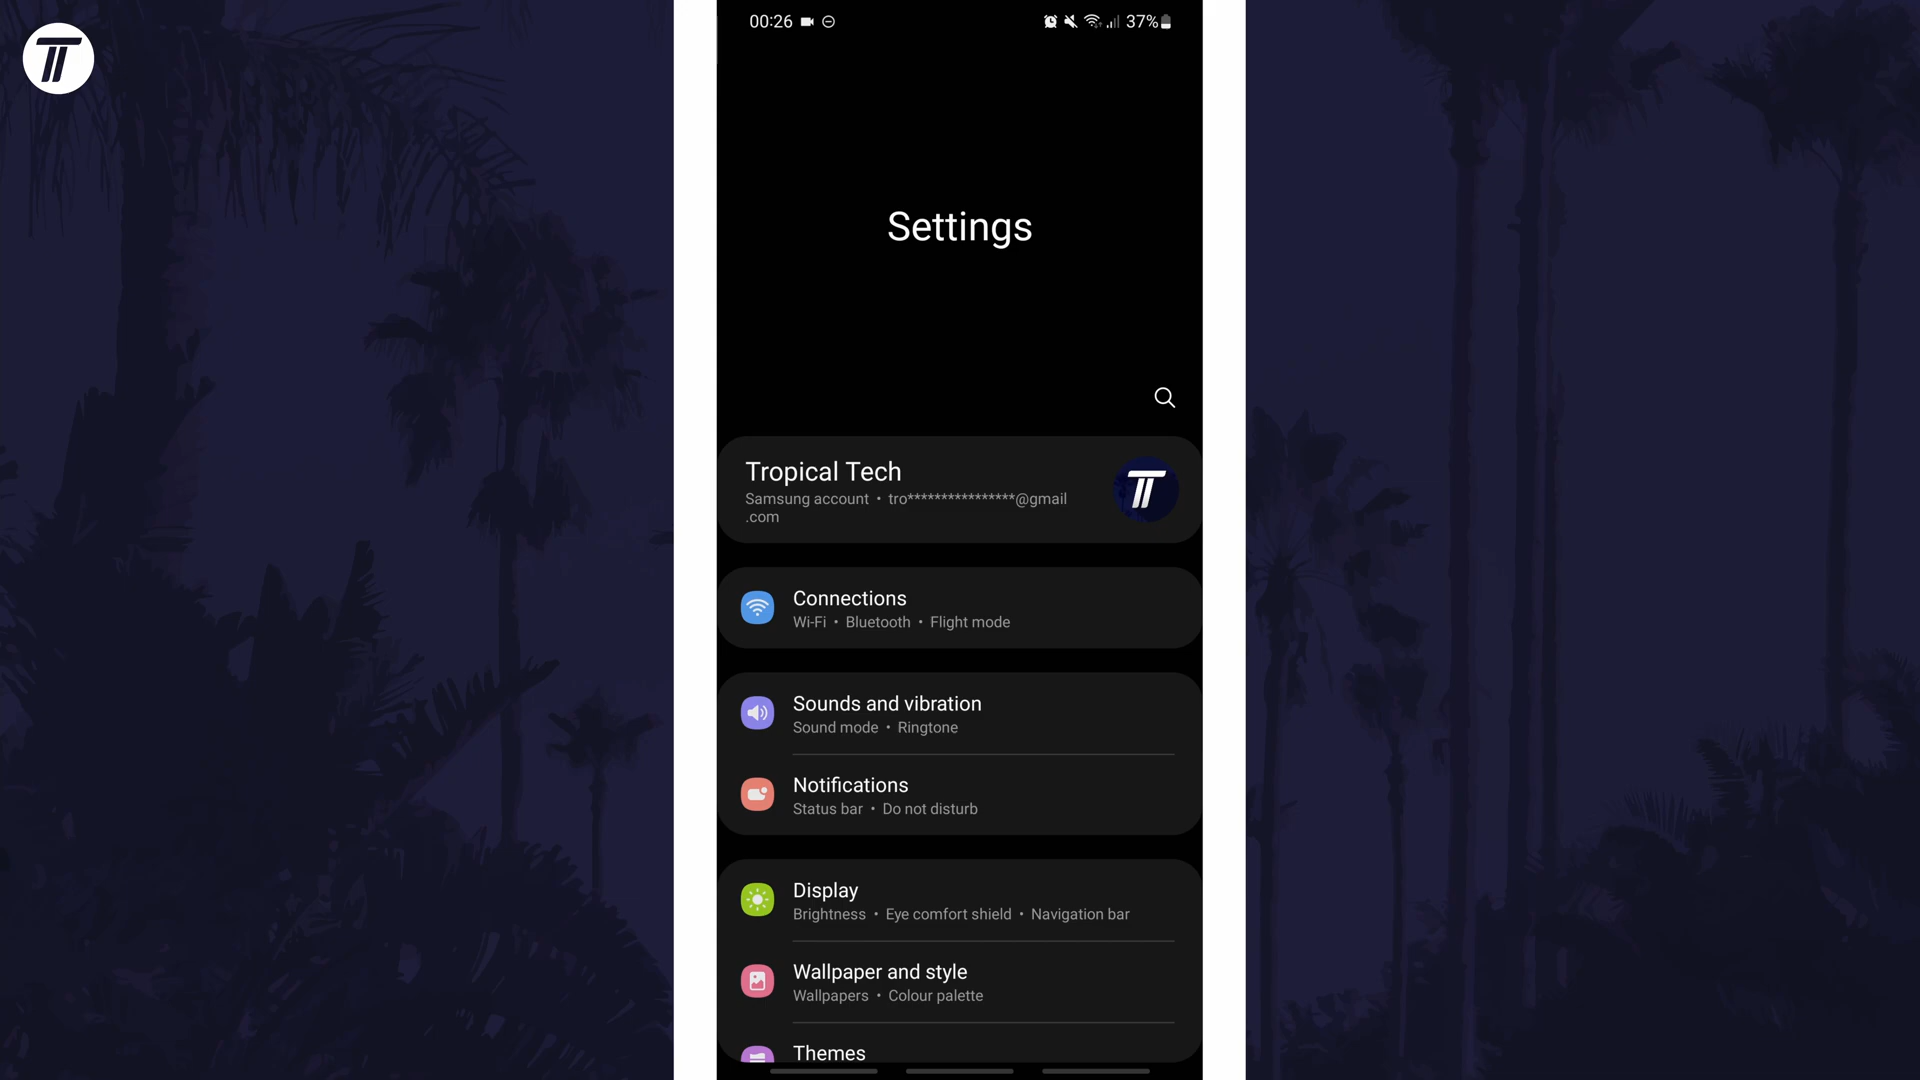 00:26
37%
Settings
Tropical Tech
Samsung account • tro****************@gmail
.com
Connections
Wi-Fi • Bluetooth • Flight mode
Sounds and vibration
Sound mode • Ringtone
Notifications
Status bar • Do not disturb
Display
Brightness • Eye comfort shield • Navigation bar
Wallpaper and style
Wallpapers • Colour palette
Themes